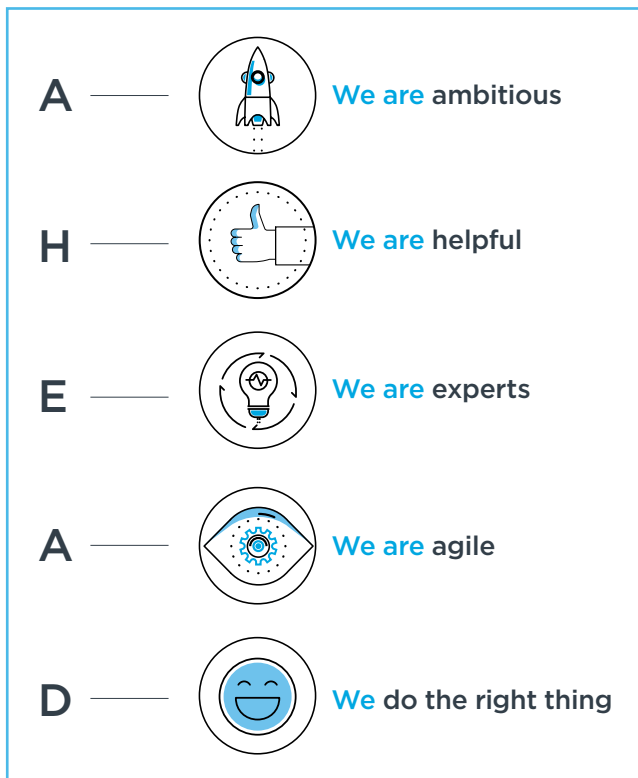 A We are ambitious
H We are helpful
E We are experts
A We are agile
D We do the right thing